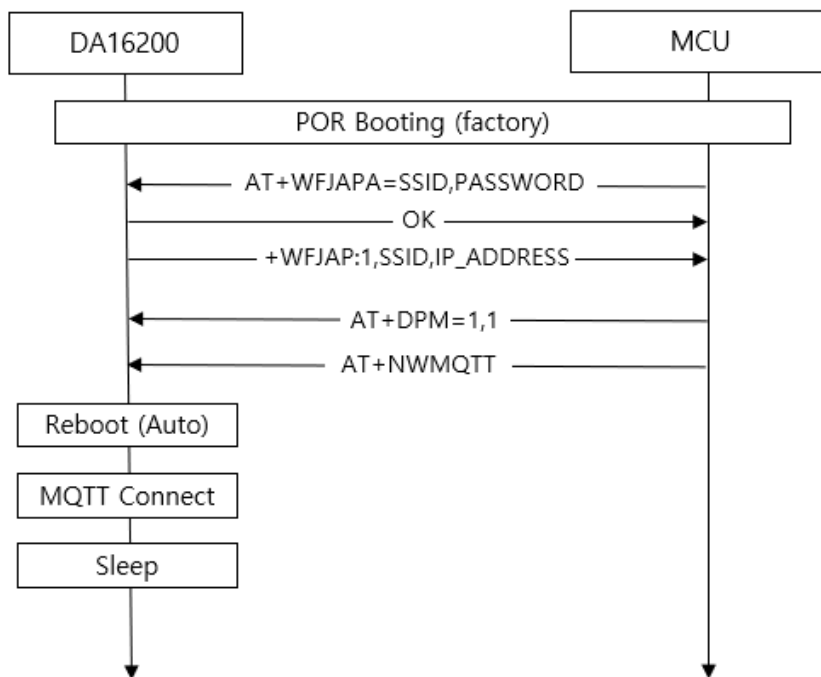 DA16200
MCU
POR Booting (factory)
AT+WFJAPA=SSID,PASSWORD
OK
+WFJAP:1,SSID,IP_ADDRESS
AT+DPM=1,1
AT+NWMQTT
Reboot (Auto)
MQTT Connect
Sleep